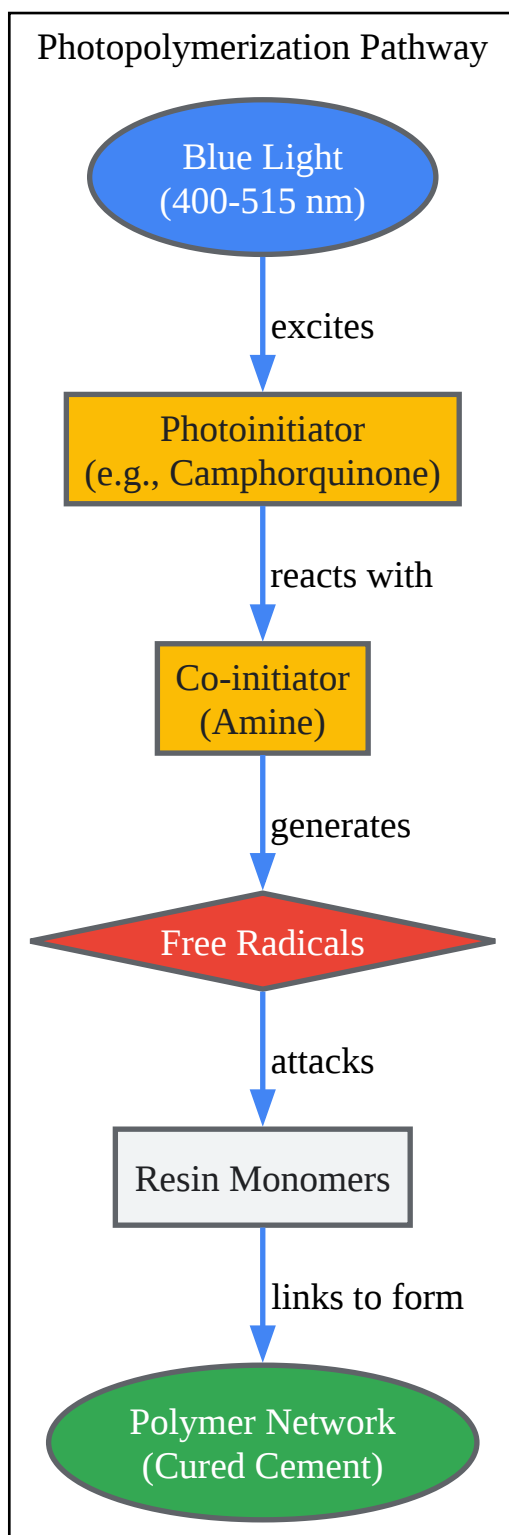 Photopolymerization Pathway
Blue Light
(400-515 nm)
excites
Photoinitiator
(e.g., Camphorquinone)
reacts with
Co-initiator
(Amine)
generates
Free Radicals
attacks
Resin Monomers
links to form
Polymer Network
(Cured Cement)